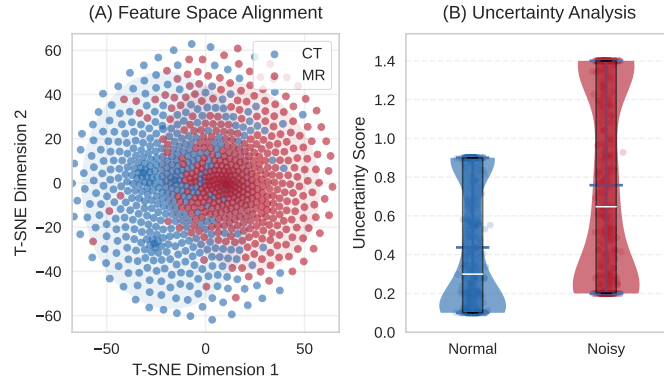 (A) Feature Space Alignment
CT
MR
60
40
20
0
−20
−40
−60
−50
0
50
T-SNE Dimension 2
T-SNE Dimension 1
(B) Uncertainty Analysis
1.4
1.2
1.0
0.8
0.6
0.4
0.2
0.0
Uncertainty Score
Normal
Noisy